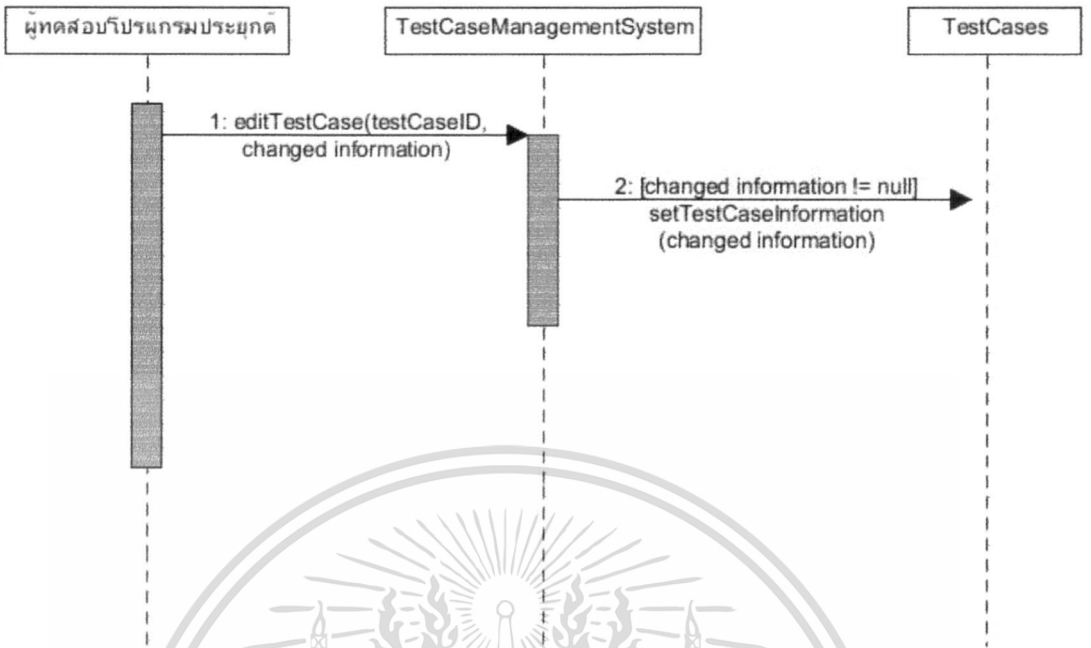 ผู้ทดสอบโปรแกรมประยุกต์
TestCaseManagementSystem
TestCases
1: editTestCase(testCaseID,
changed information)
2: [changed information != null]
setTestCaseInformation
(changed information)